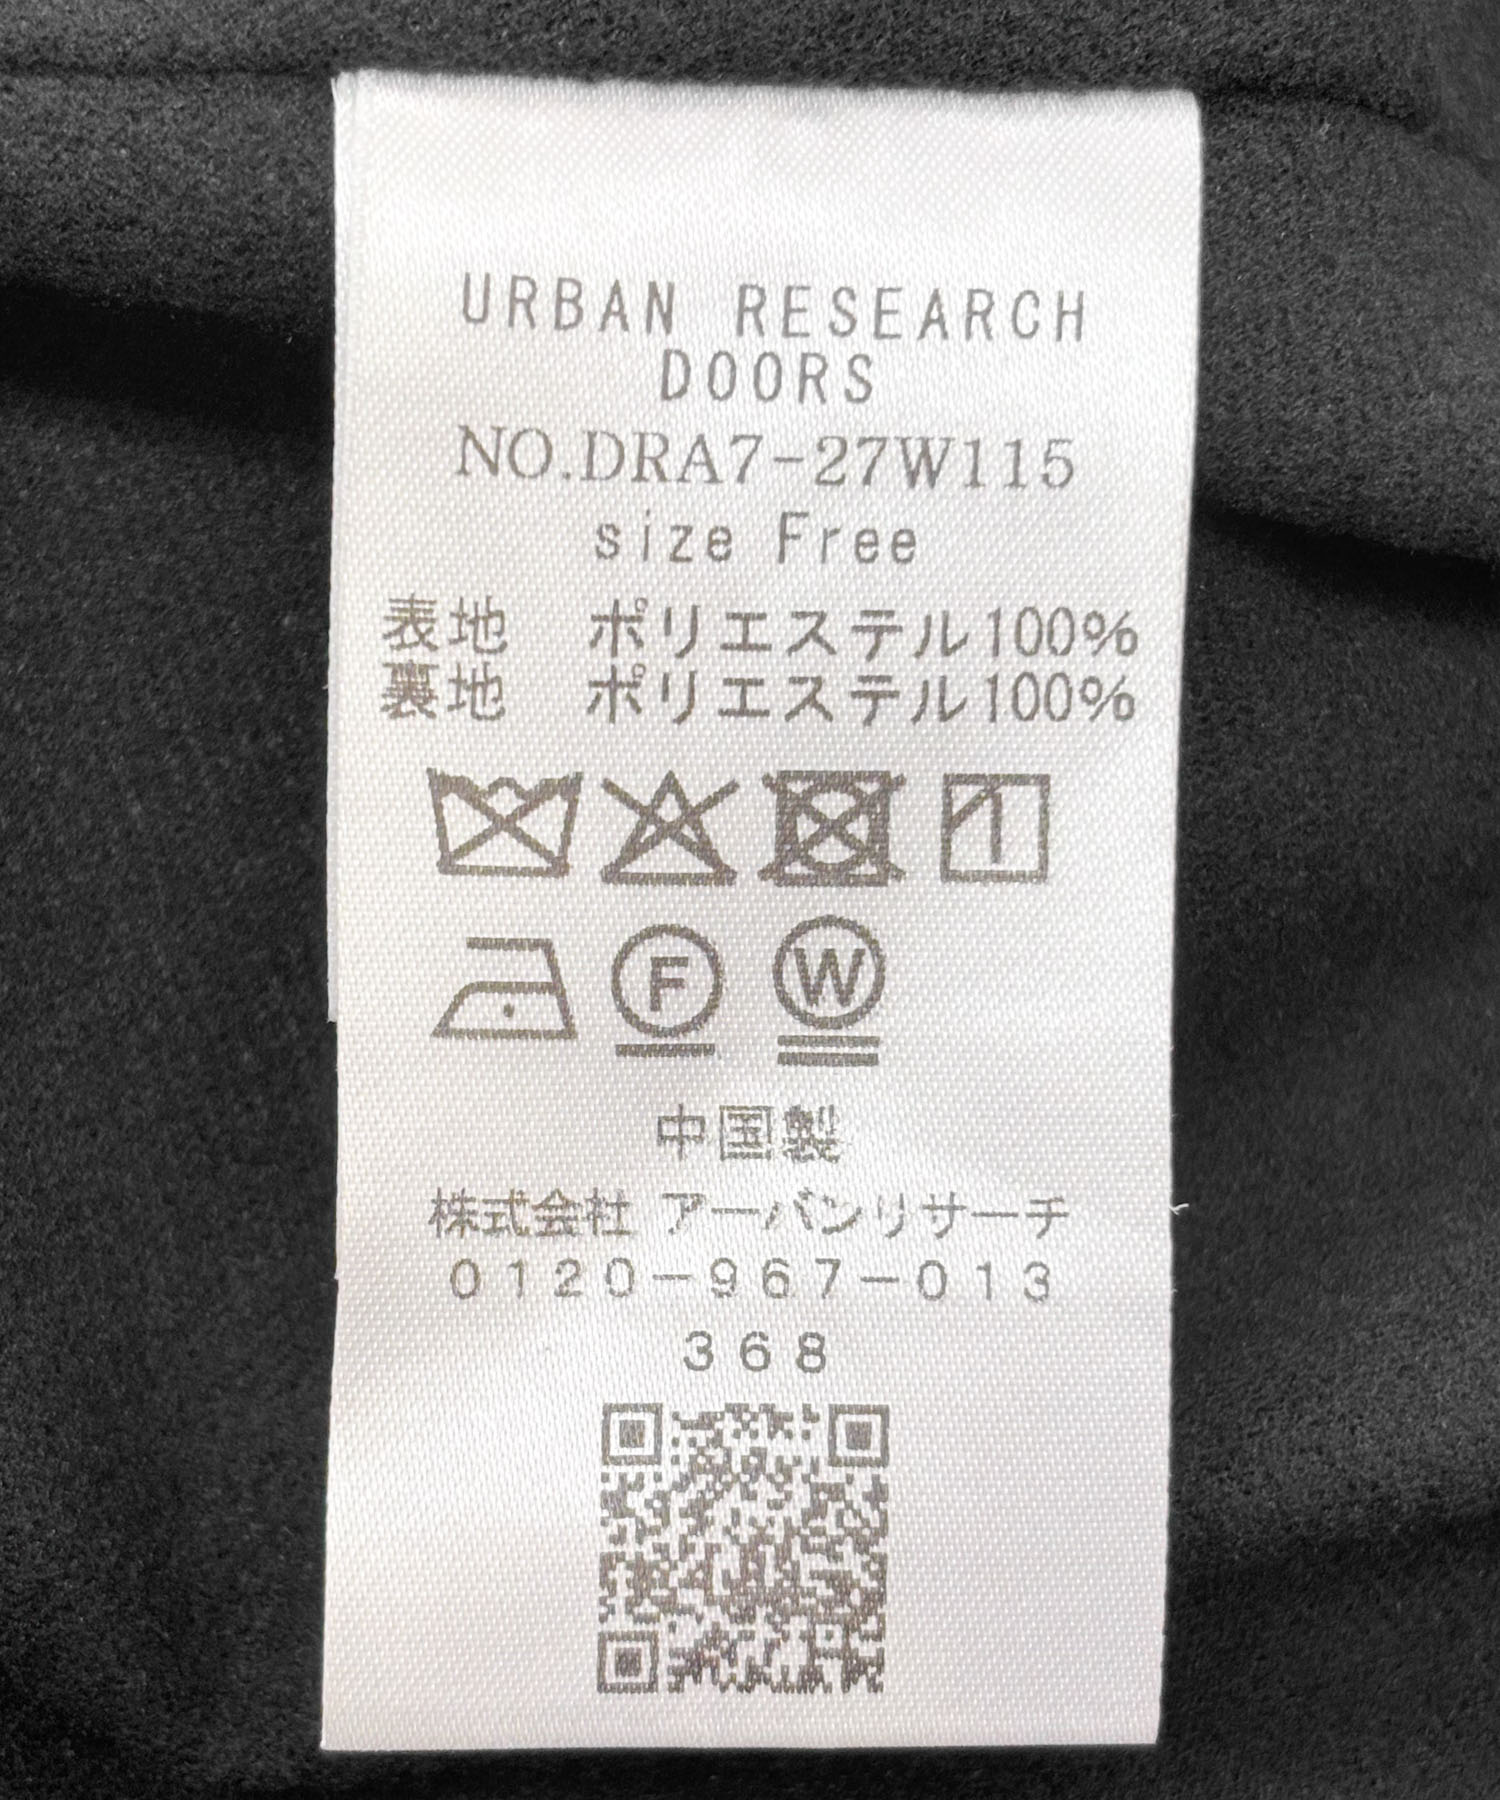 URBAN RESEARCH
DOORS
NO.DRA7-27W115
size Free
表地　ポリエステル100%
裏地　ポリエステル100%
F W
中国製
株式会社 アーバンリサーチ
0120-967-013
368